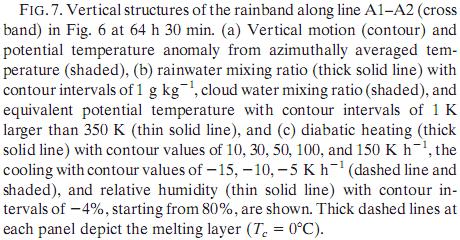 FIG. 7. Vertical structures of the rainband along line A1–A2 (cross
band) in Fig. 6 at 64 h 30 min. (a) Vertical motion (contour) and
potential temperature anomaly from azimuthally averaged tem-
perature (shaded), (b) rainwater mixing ratio (thick solid line) with
contour intervals of 1 g kg⁻¹, cloud water mixing ratio (shaded), and
equivalent potential temperature with contour intervals of 1 K
larger than 350 K (thin solid line), and (c) diabatic heating (thick
solid line) with contour values of 10, 30, 50, 100, and 150 K h⁻¹, the
cooling with contour values of −15, −10, −5 K h⁻¹ (dashed line and
shaded), and relative humidity (thin solid line) with contour in-
tervals of −4%, starting from 80%, are shown. Thick dashed lines at
each panel depict the melting layer (Tc = 0°C).